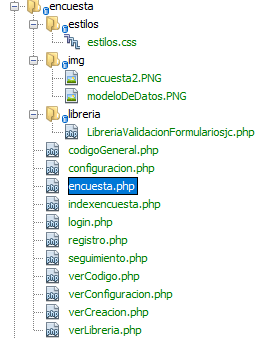 encuesta
estilos
estilos.css
img
encuesta2.PNG
modeloDeDatos.PNG
libreria
LibreriaValidacionFormulariosjc.php
codigoGeneral.php
configuracion.php
encuesta.php
indexencuesta.php
login.php
registro.php
seguimiento.php
verCodigo.php
verConfiguracion.php
verCreacion.php
verLibreria.php